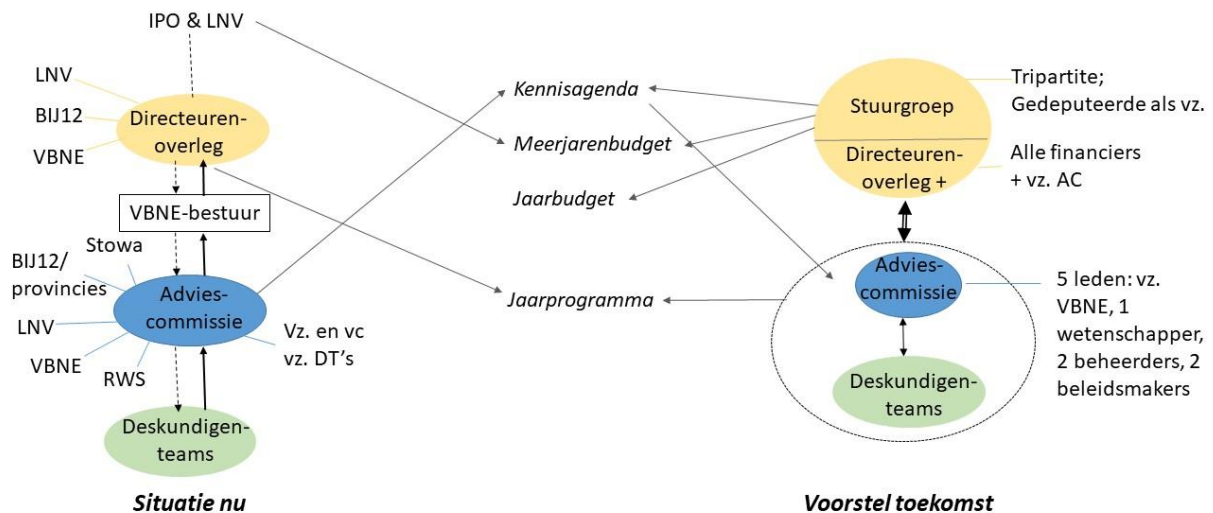 IPO & LNV
LNV
BIJ12
VBNE
Directeuren-
overleg
VBNE-bestuur
Stowa
BIJ12/
provincies
LNV
VBNE
RWS
Advies-
commissie
Vz. en vc
vz. DT's
Deskundigen-
teams
Situatie nu
Kennisagenda
Meerjarenbudget
Jaarbudget
Jaarprogramma
Stuurgroep
Directeuren-
overleg +
Tripartite;
Gedeputeerde als vz.
Alle financiers
+ vz. AC
Advies-
commissie
5 leden: vz.
VBNE, 1
wetenschapper,
2 beheerders, 2
beleidsmakers
Deskundigen-
teams
Voorstel toekomst